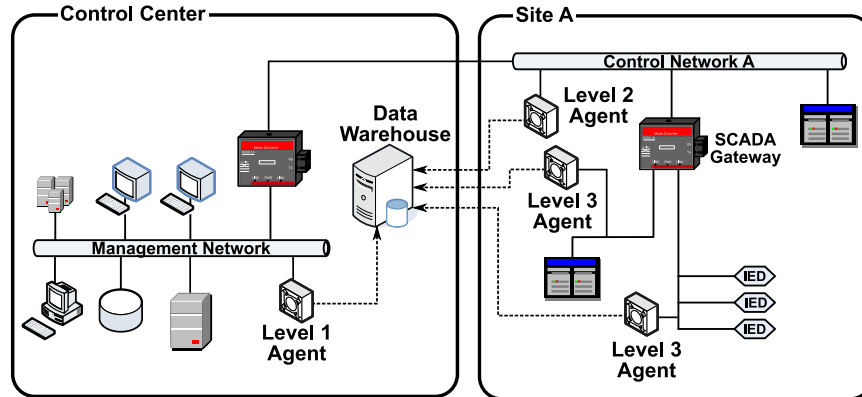 Control Center
Site A
Control Network A
Data
Warehouse
Level 2
Agent
SCADA
Gateway
Level 3
Agent
Management Network
Level 1
Agent
IED
IED
IED
Level 3
Agent